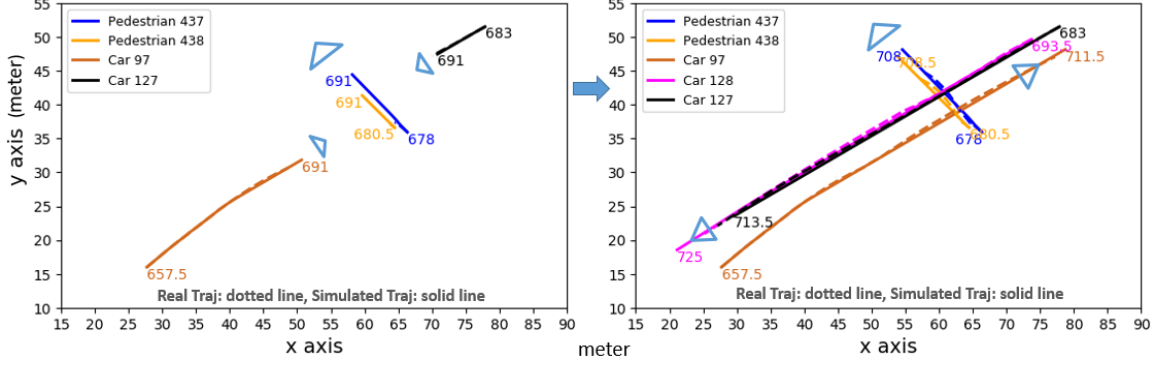 55
50
45
40
35
30
25
20
15
10
y axis (meter)
Pedestrian 437
Pedestrian 438
Car 97
Car 127
683
691
691
691
680.5
678
691
657.5
Real Traj: dotted line, Simulated Traj: solid line
15 20 25 30 35 40 45 50 55 60 65 70 75 80 85 90
x axis
meter
55
50
45
40
35
30
25
20
15
10
Pedestrian 437
Pedestrian 438
Car 97
Car 128
Car 127
683
693.5
711.5
708
708.5
678
680.5
713.5
725
657.5
Real Traj: dotted line, Simulated Traj: solid line
15 20 25 30 35 40 45 50 55 60 65 70 75 80 85 90
x axis